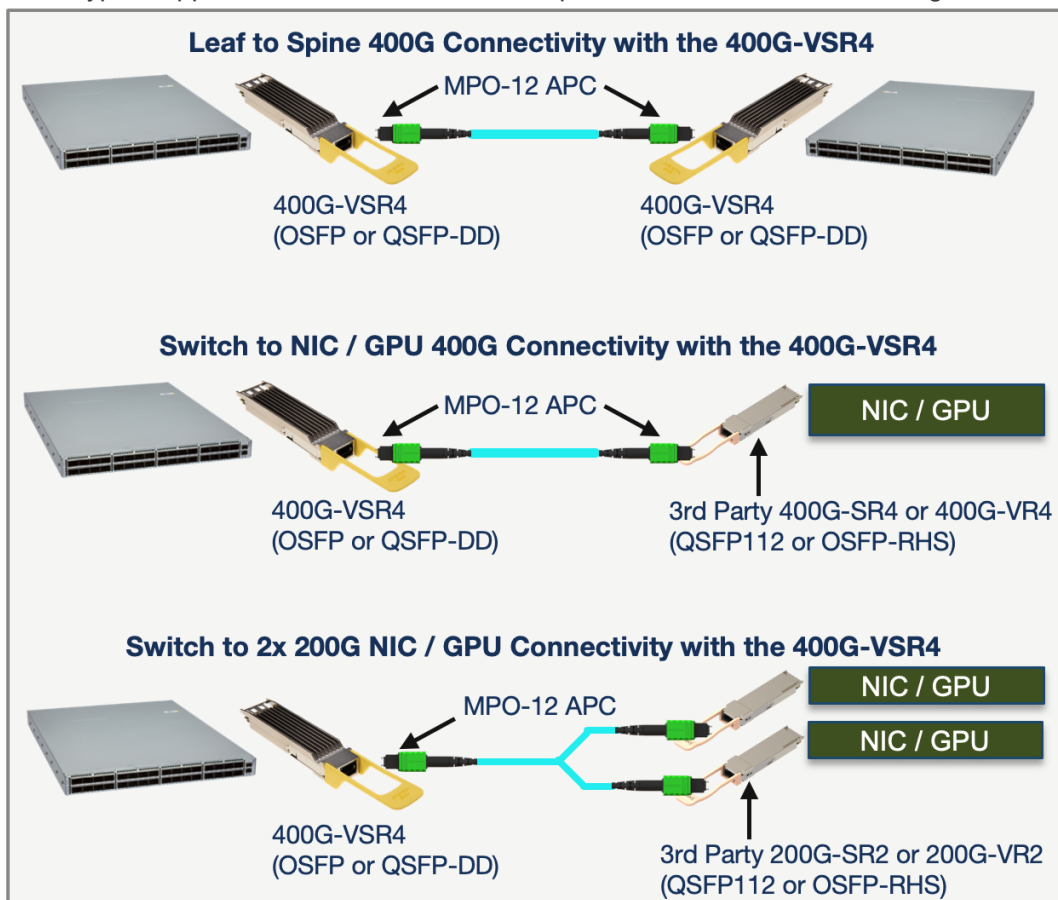 Leaf to Spine 400G Connectivity with the 400G-VSR4
MPO-12 APC
400G-VSR4
(OSFP or QSFP-DD)
400G-VSR4
(OSFP or QSFP-DD)
Switch to NIC / GPU 400G Connectivity with the 400G-VSR4
MPO-12 APC
NIC / GPU
400G-VSR4
(OSFP or QSFP-DD)
3rd Party 400G-SR4 or 400G-VR4
(QSFP112 or OSFP-RHS)
Switch to 2x 200G NIC / GPU Connectivity with the 400G-VSR4
NIC / GPU
MPO-12 APC
NIC / GPU
400G-VSR4
(OSFP or QSFP-DD)
3rd Party 200G-SR2 or 200G-VR2
(QSFP112 or OSFP-RHS)